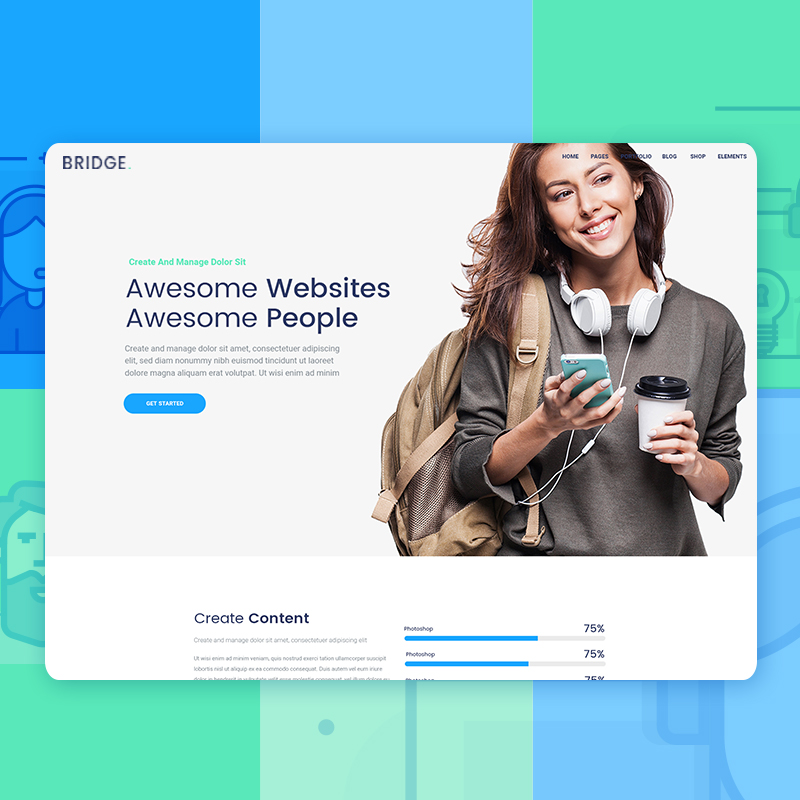 BRIDGE.
HOME PAGES PORTFOLIO BLOG SHOP ELEMENTS
Create And Manage Dolor Sit
Awesome Websites
Awesome People
Create and manage dolor sit amet, consectetuer adipiscing
elit, sed diam nonummy nibh euismod tincidunt ut laoreet
dolore magna aliquam erat volutpat. Ut wisi enim ad minim
GET STARTED
Create Content
Create and manage dolor sit amet, consectetuer adipiscing elit
Ut wisi enim ad minim veniam, quis nostrud exerci tation ullamcorper suscipit
lobortis nisl ut aliquip ex ea commodo consequat. Duis autem vel eum iriure
Photoshop 75%
Photoshop 75%
75%